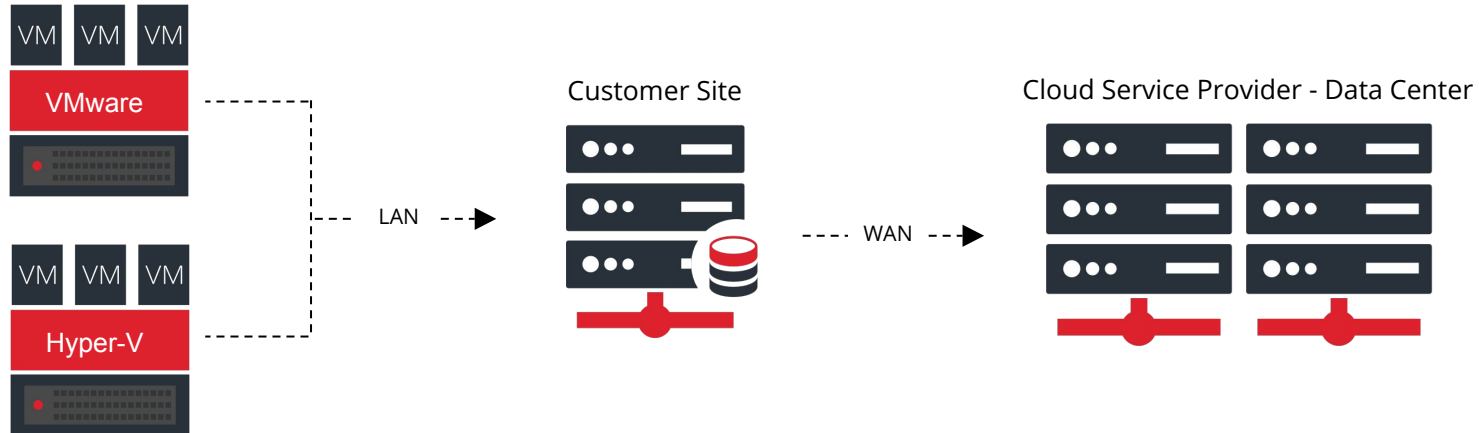 VM VM VM
VMware
VM VM VM
Hyper-V
LAN
Customer Site
WAN
Cloud Service Provider - Data Center